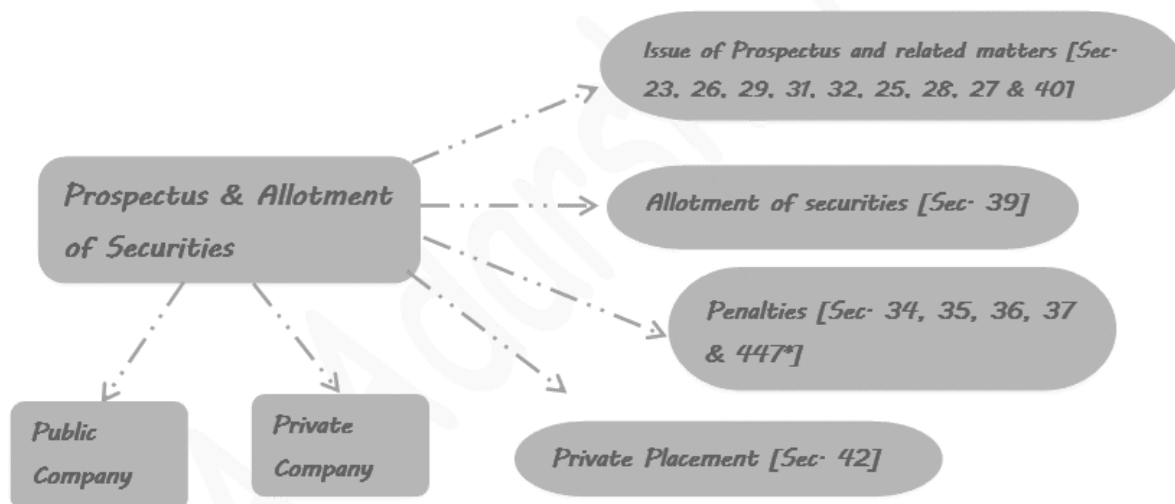 Issue of Prospectus and related matters [Sec-
23, 26, 29, 31, 32, 25, 28, 27 & 40]
Prospectus & Allotment
of Securities
Allotment of securities [Sec- 39]
Penalties [Sec- 34, 35, 36, 37
& 447*]
Public
Company
Private
Company
Private Placement [Sec- 42]